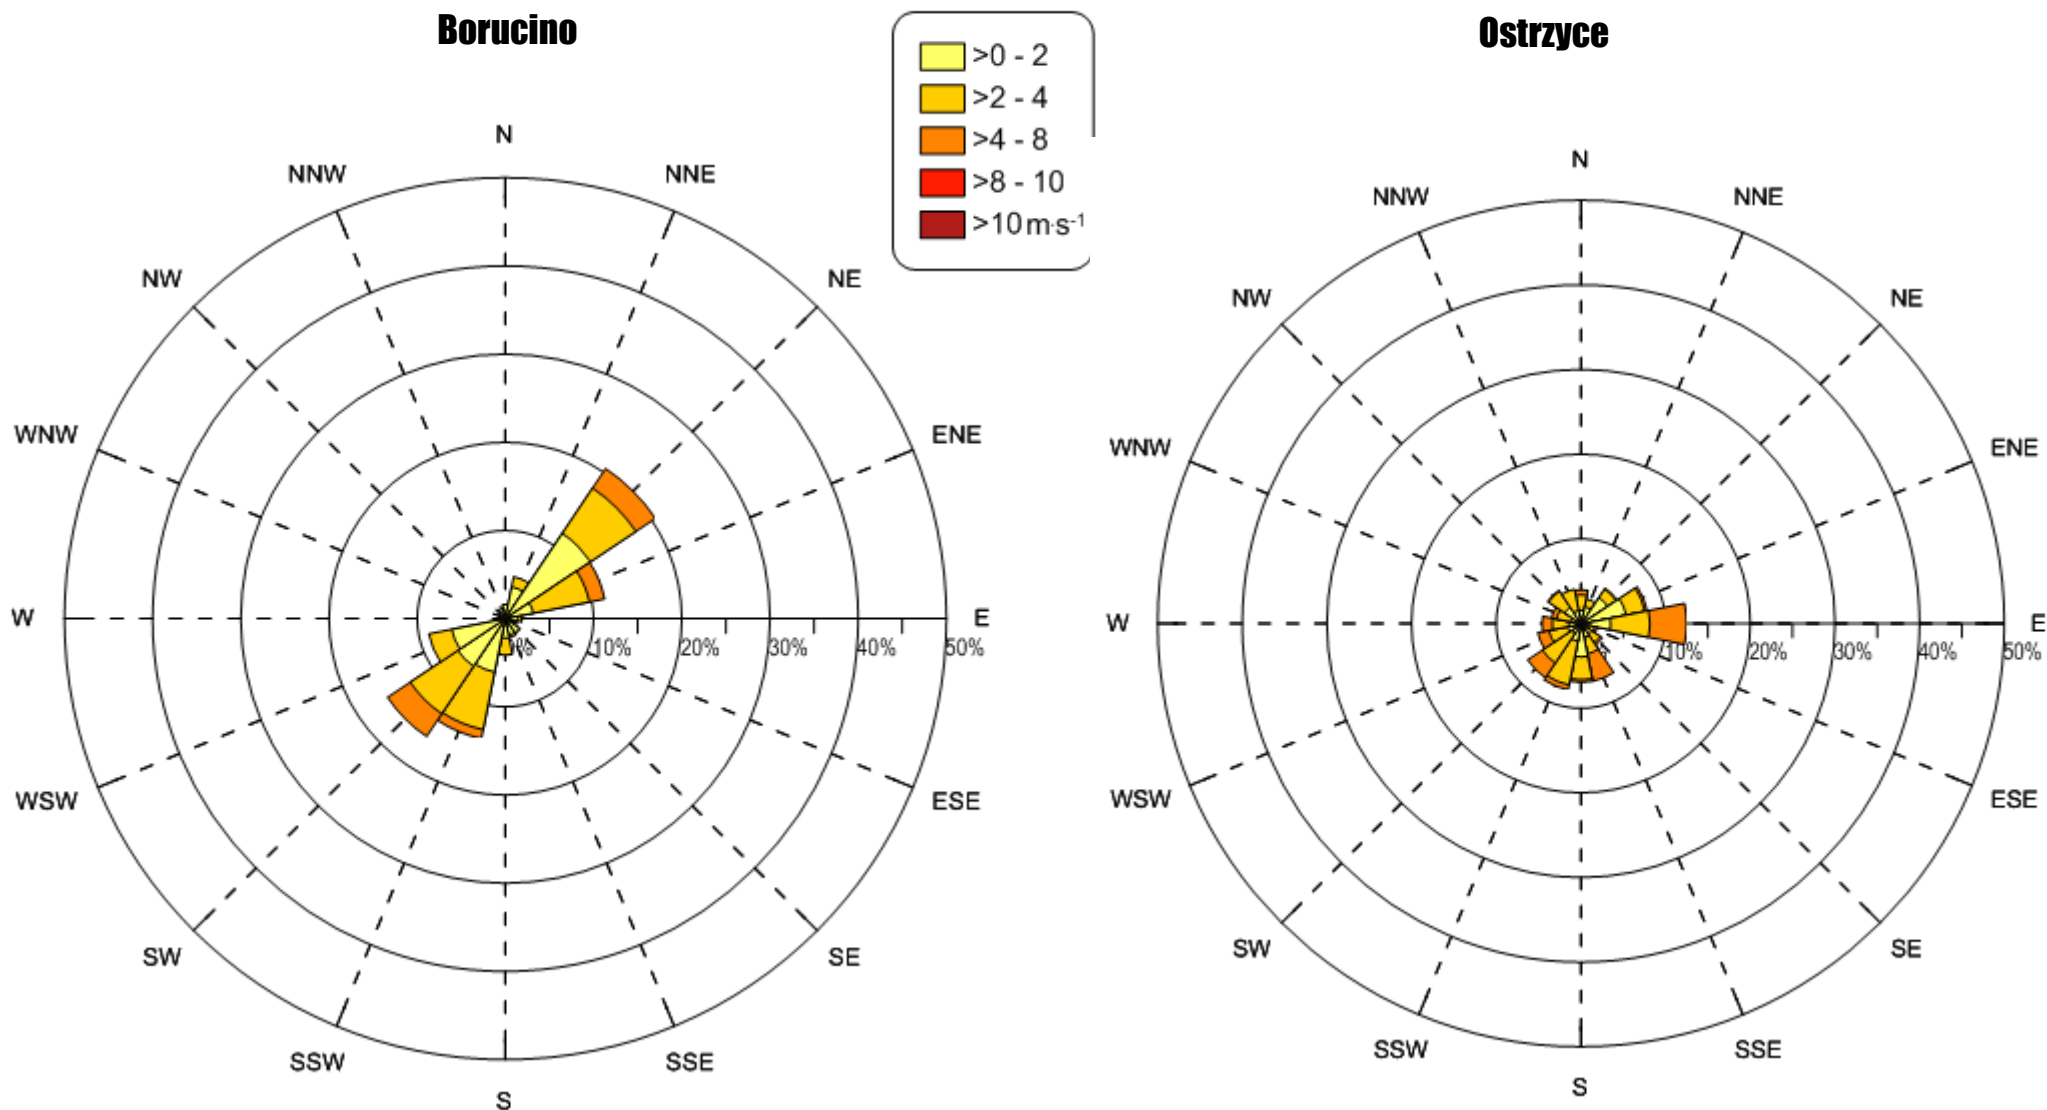 Borucino
Ostrzyce
>0 - 2
>2 - 4
>4 - 8
>8 - 10
>10 m·s⁻¹
N
NNW
NNE
NW
NE
WNW
ENE
W
E
10%
20%
30%
40%
50%
WSW
ESE
SW
SE
SSW
SSE
S
N
NNW
NNE
NW
NE
WNW
ENE
W
E
10%
20%
30%
40%
50%
WSW
ESE
SW
SE
SSW
SSE
S